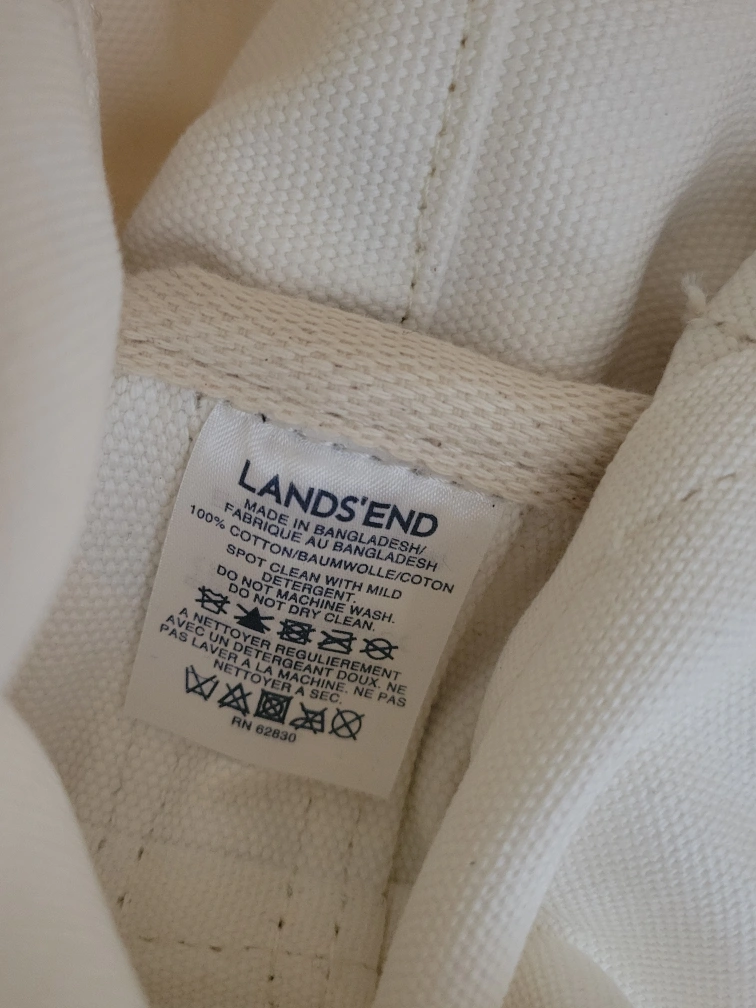 LANDS'END
MADE IN BANGLADESH/
FABRIQUE AU BANGLADESH
100% COTTON/BAUMWOLLE/COTON
SPOT CLEAN WITH MILD
DETERGENT.
DO NOT MACHINE WASH.
DO NOT DRY CLEAN.
A NETTOYER REGULIEREMENT
AVEC UN DETERGEANT DOUX. NE
PAS LAVER A LA MACHINE. NE PAS
NETTOYER A SEC.
RN 62830